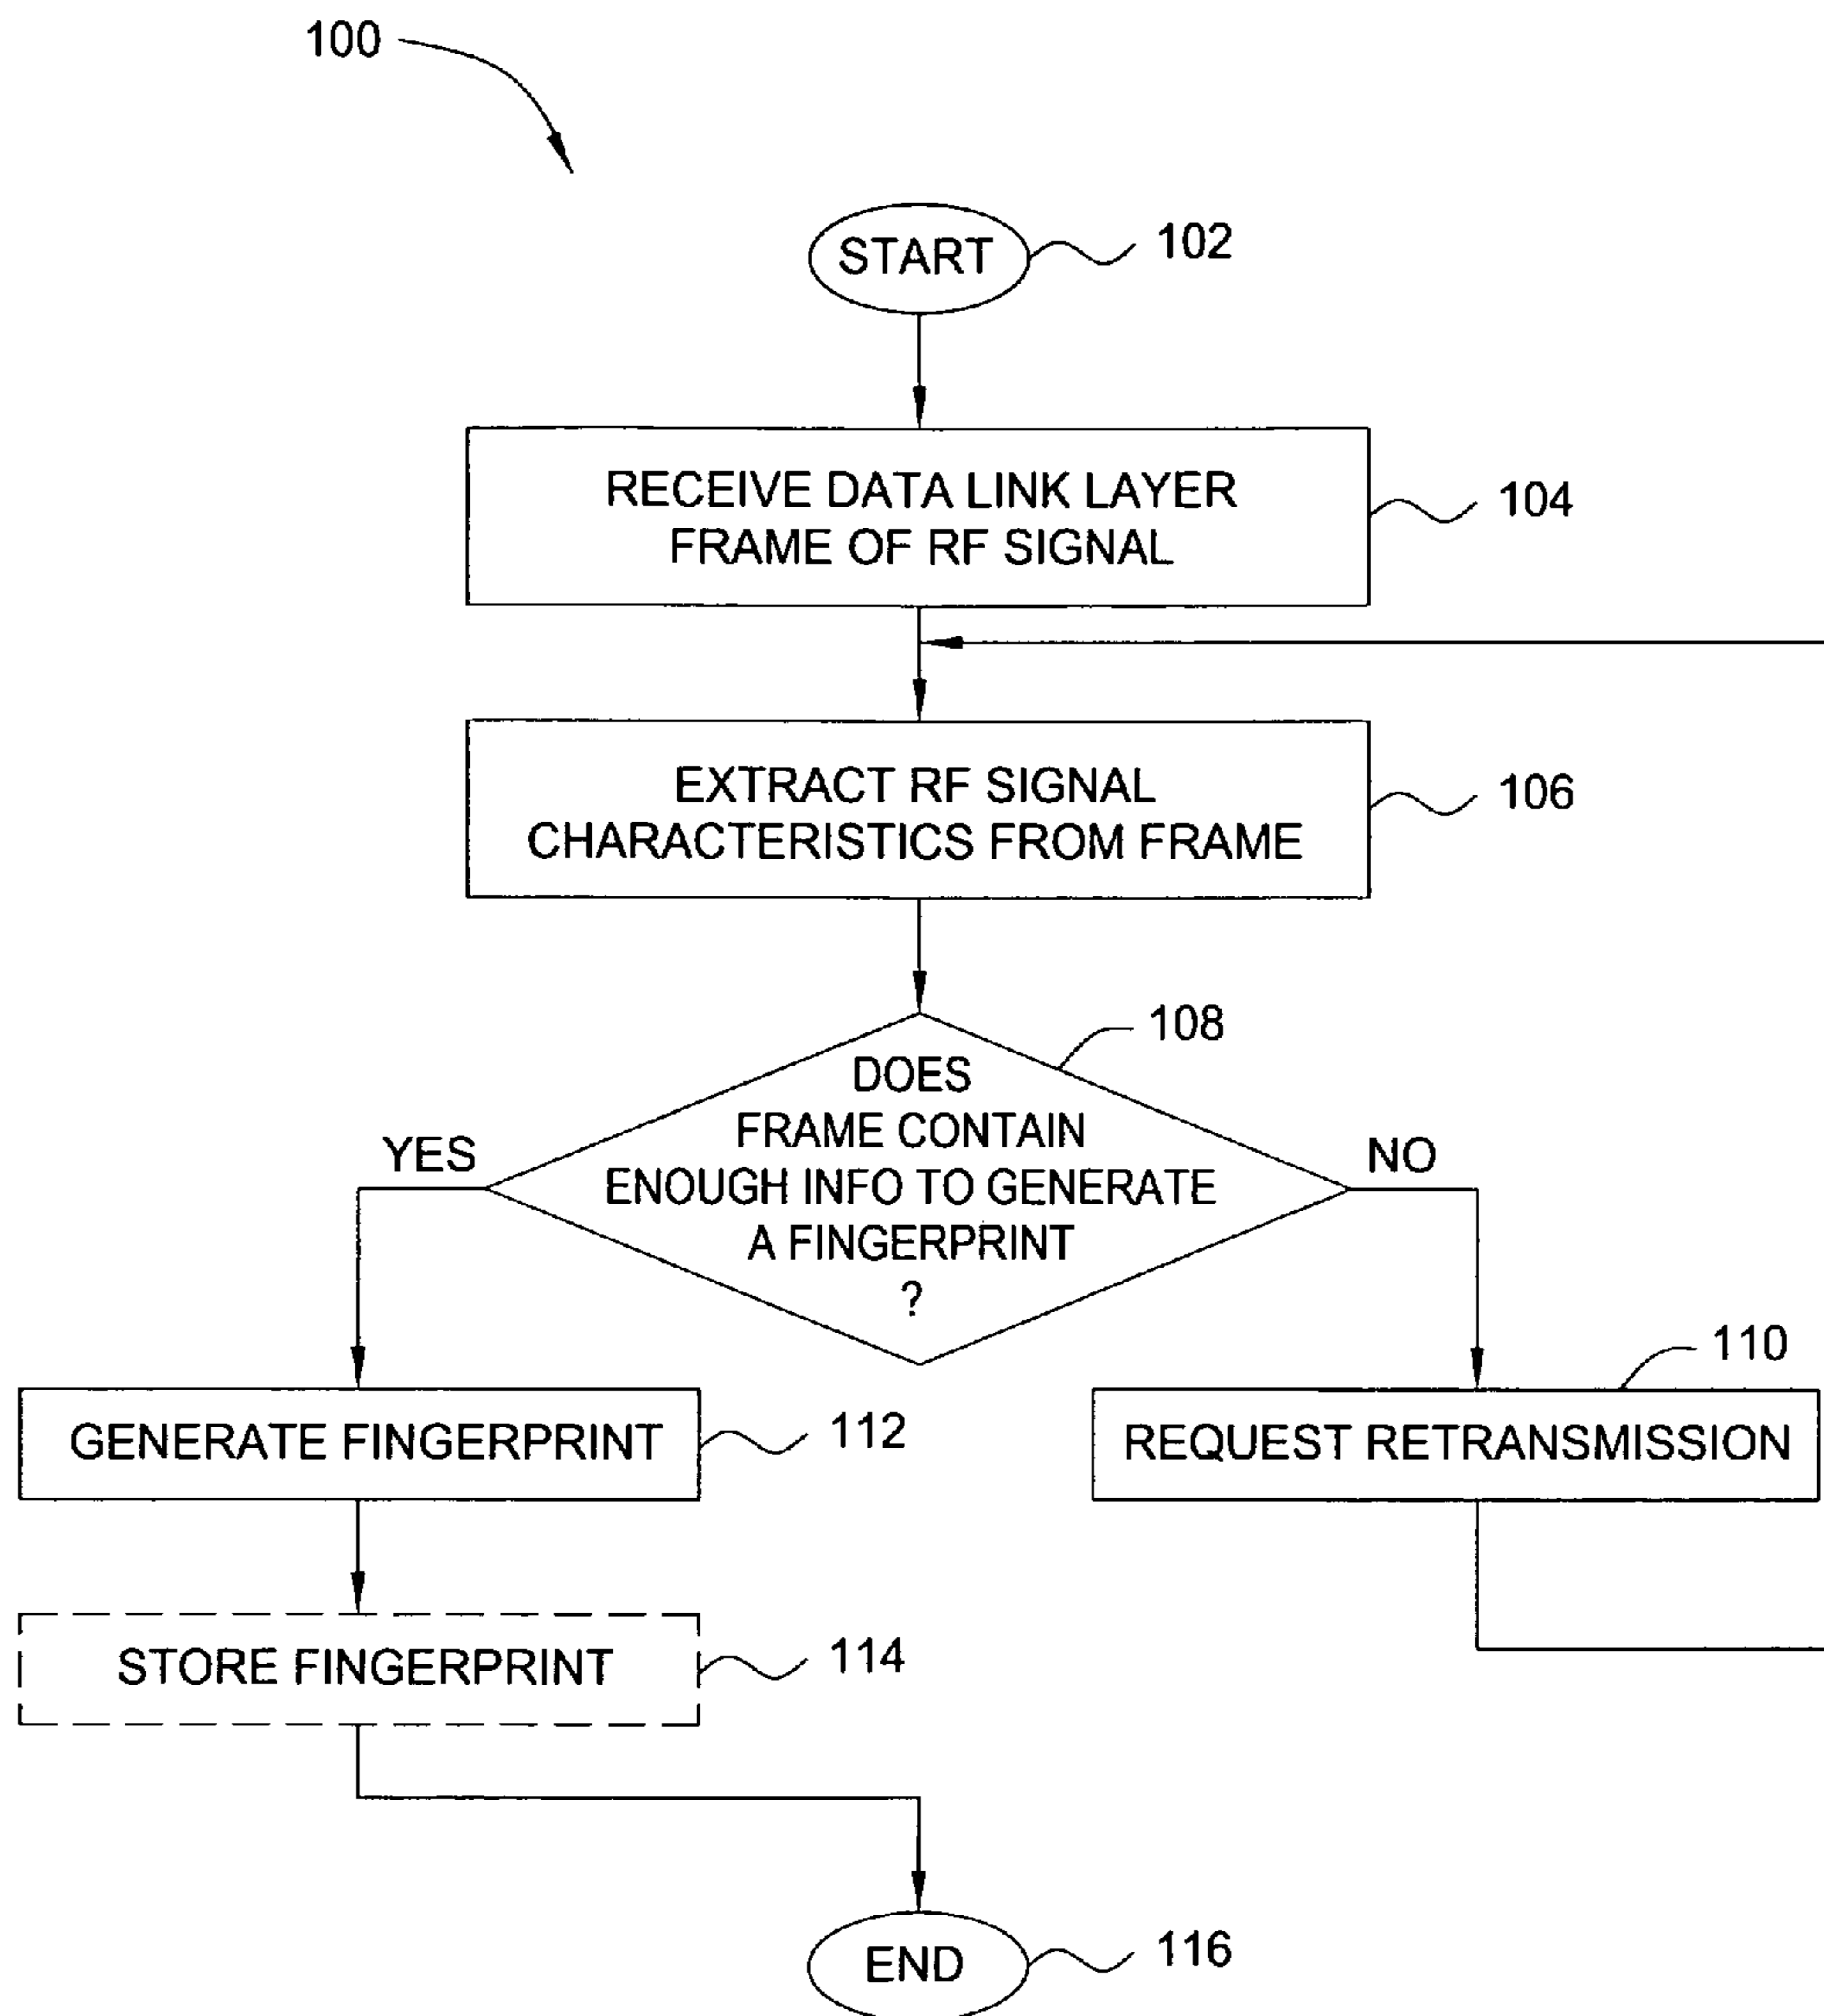 100
START
102
RECEIVE DATA LINK LAYER
FRAME OF RF SIGNAL
104
EXTRACT RF SIGNAL
CHARACTERISTICS FROM FRAME
106
108
DOES
FRAME CONTAIN
ENOUGH INFO TO GENERATE
A FINGERPRINT
?
YES
NO
110
GENERATE FINGERPRINT
112
REQUEST RETRANSMISSION
STORE FINGERPRINT
114
END
116